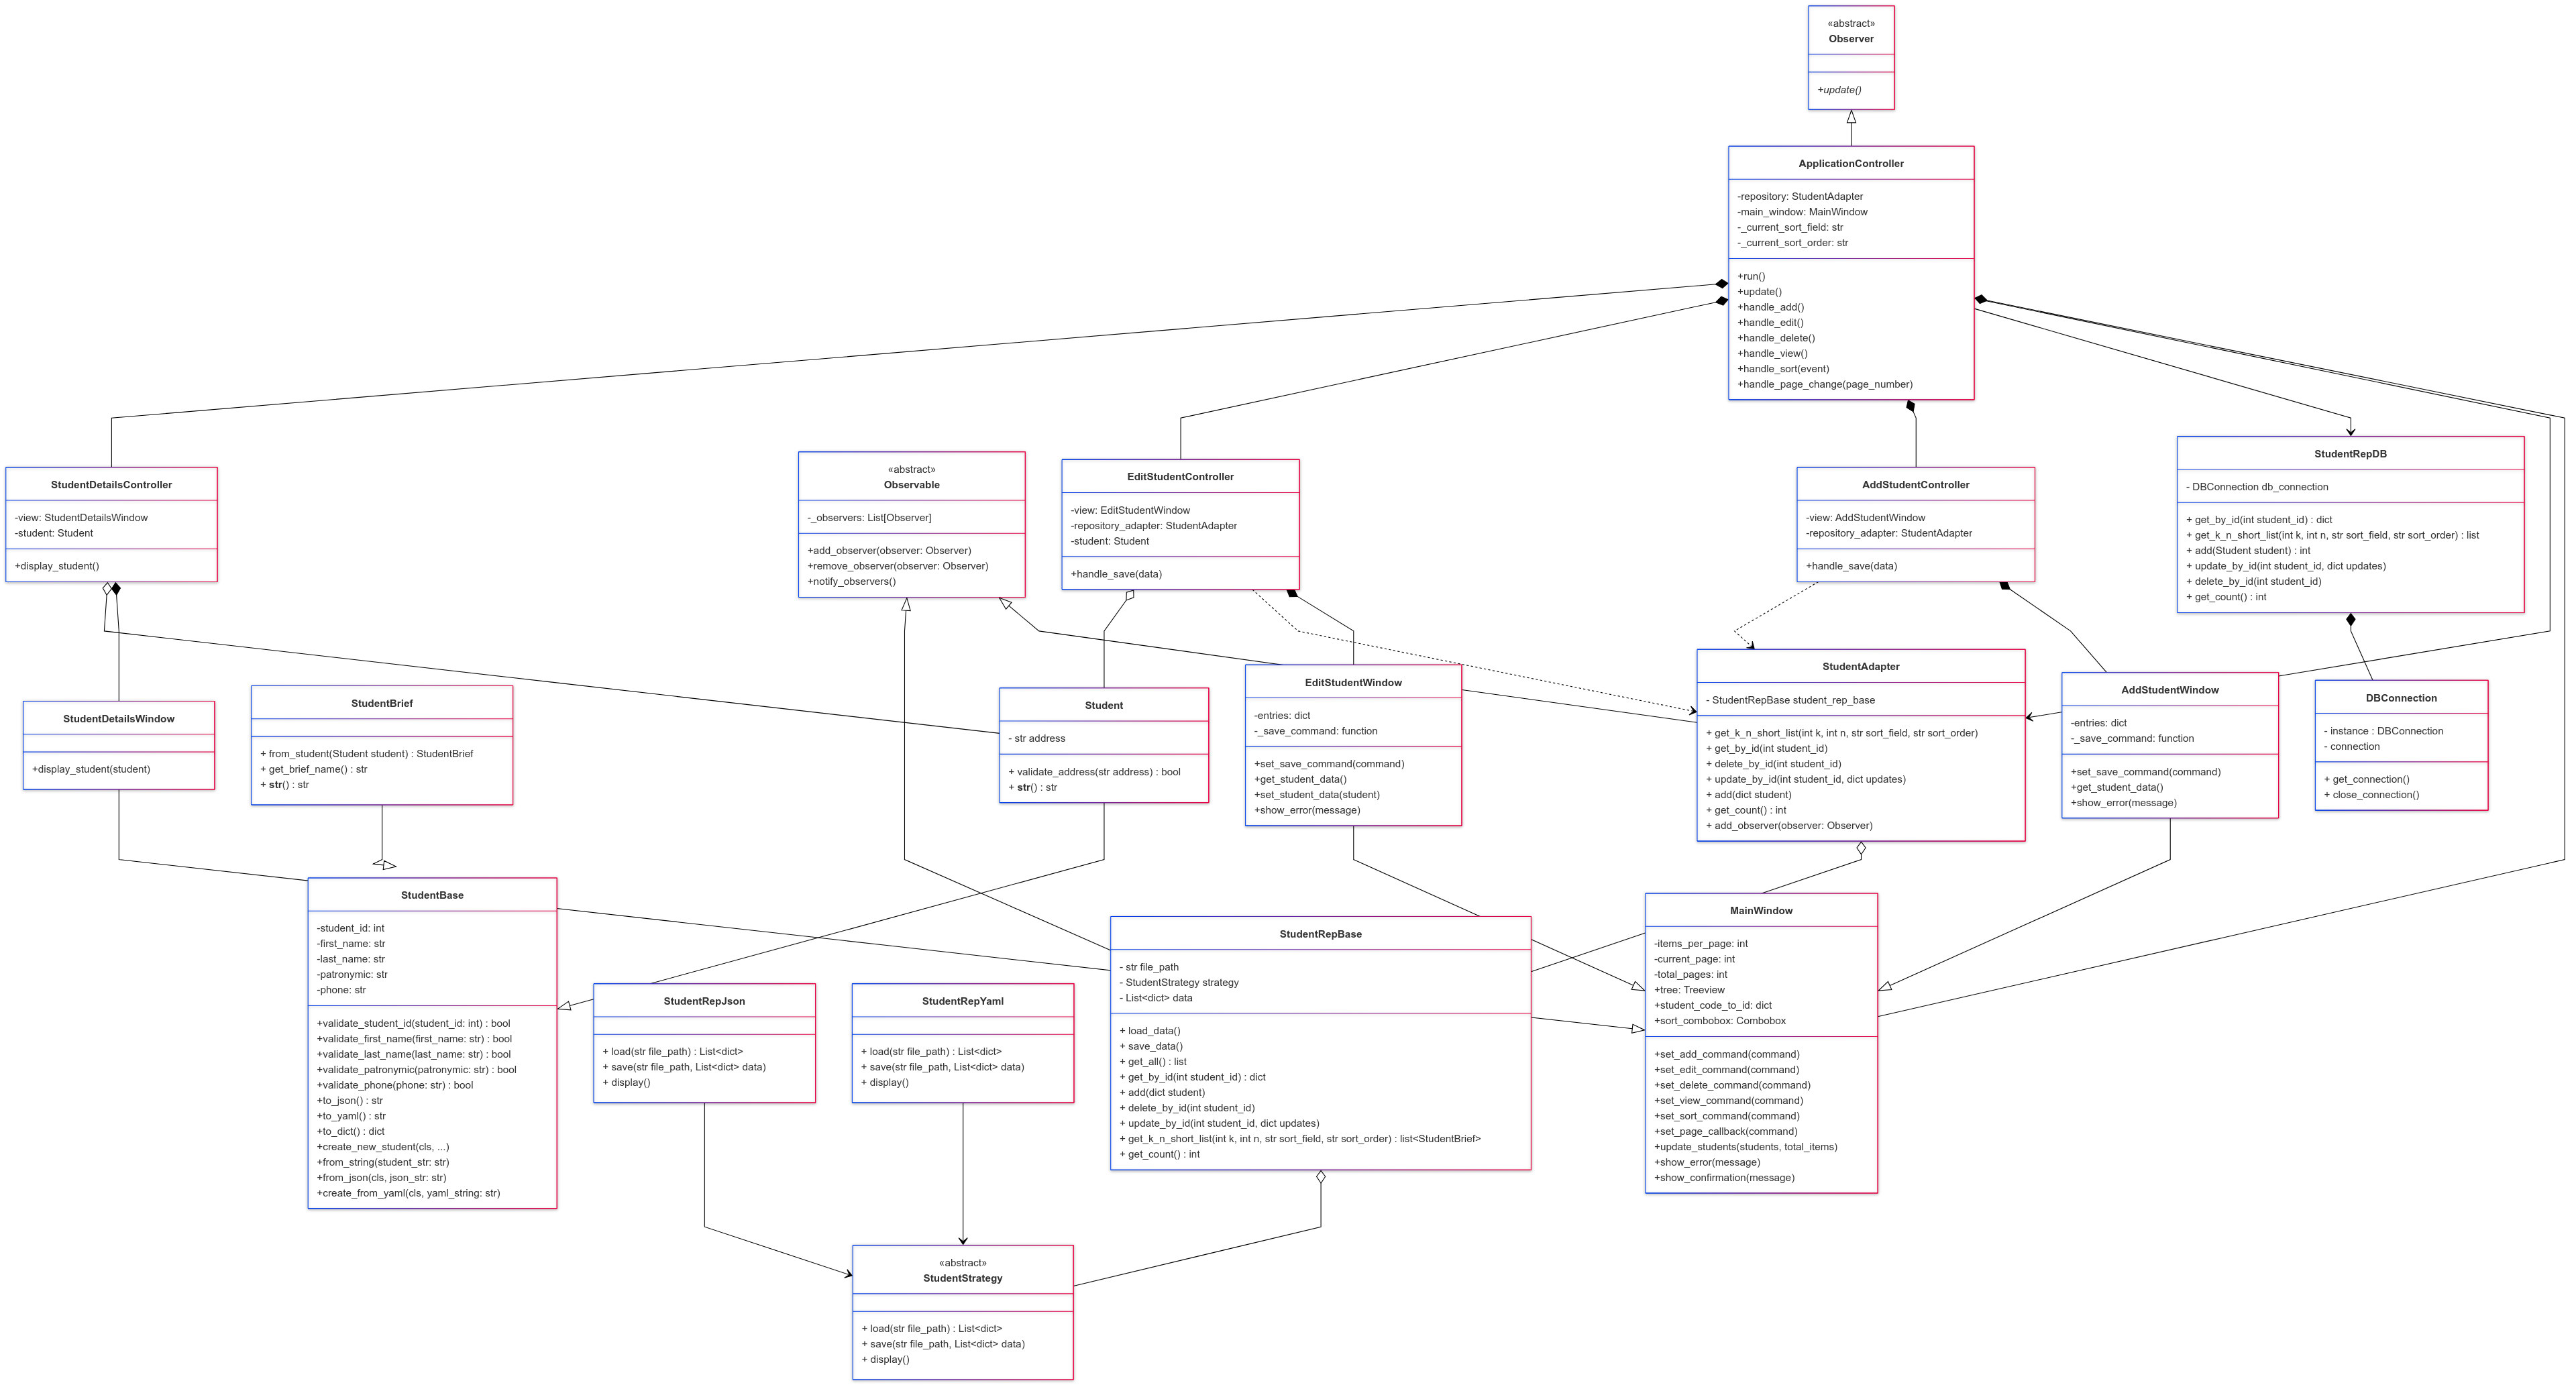 «abstract»
Observer
+update()
ApplicationController
-repository: StudentAdapter
-main_window: MainWindow
-_current_sort_field: str
-_current_sort_order: str
+run()
+update()
+handle_add()
+handle_edit()
+handle_delete()
+handle_view()
+handle_sort(event)
+handle_page_change(page_number)
StudentDetailsController
-view: StudentDetailsWindow
-student: Student
+display_student()
«abstract»
Observable
-_observers: List[Observer]
+add_observer(observer: Observer)
+remove_observer(observer: Observer)
+notify_observers()
EditStudentController
-view: EditStudentWindow
-repository_adapter: StudentAdapter
-student: Student
+handle_save(data)
AddStudentController
-view: AddStudentWindow
-repository_adapter: StudentAdapter
+handle_save(data)
StudentRepDB
- DBConnection db_connection
+ get_by_id(int student_id) : dict
+ get_k_n_short_list(int k, int n, str sort_field, str sort_order) : list
+ add(Student student) : int
+ update_by_id(int student_id, dict updates)
+ delete_by_id(int student_id)
+ get_count() : int
StudentDetailsWindow
+display_student(student)
StudentBrief
+ from_student(Student student) : StudentBrief
+ get_brief_name() : str
+ str() : str
Student
- str address
+ validate_address(str address) : bool
+ str() : str
EditStudentWindow
-entries: dict
-_save_command: function
+set_save_command(command)
+get_student_data()
+set_student_data(student)
+show_error(message)
StudentAdapter
- StudentRepBase student_rep_base
+ get_k_n_short_list(int k, int n, str sort_field, str sort_order)
+ get_by_id(int student_id)
+ delete_by_id(int student_id)
+ update_by_id(int student_id, dict updates)
+ add(dict student)
+ get_count() : int
+ add_observer(observer: Observer)
AddStudentWindow
-entries: dict
-_save_command: function
+set_save_command(command)
+get_student_data()
+show_error(message)
DBConnection
- instance : DBConnection
- connection
+ get_connection()
+ close_connection()
StudentBase
-student_id: int
-first_name: str
-last_name: str
-patronymic: str
-phone: str
+validate_student_id(student_id: int) : bool
+validate_first_name(first_name: str) : bool
+validate_last_name(last_name: str) : bool
+validate_patronymic(patronymic: str) : bool
+validate_phone(phone: str) : bool
+to_json() : str
+to_yaml() : str
+to_dict() : dict
+create_new_student(cls, ...)
+from_string(student_str: str)
+from_json(cls, json_str: str)
+create_from_yaml(cls, yaml_string: str)
StudentRepJson
+ load(str file_path) : List<dict>
+ save(str file_path, List<dict> data)
+ display()
StudentRepYaml
+ load(str file_path) : List<dict>
+ save(str file_path, List<dict> data)
+ display()
StudentRepBase
- str file_path
- StudentStrategy strategy
- List<dict> data
+ load_data()
+ save_data()
+ get_all() : list
+ get_by_id(int student_id) : dict
+ add(dict student)
+ delete_by_id(int student_id)
+ update_by_id(int student_id, dict updates)
+ get_k_n_short_list(int k, int n, str sort_field, str sort_order) : list<StudentBrief>
+ get_count() : int
MainWindow
-items_per_page: int
-current_page: int
-total_pages: int
+tree: Treeview
+student_code_to_id: dict
+sort_combobox: Combobox
+set_add_command(command)
+set_edit_command(command)
+set_delete_command(command)
+set_view_command(command)
+set_sort_command(command)
+set_page_callback(command)
+update_students(students, total_items)
+show_error(message)
+show_confirmation(message)
«abstract»
StudentStrategy
+ load(str file_path) : List<dict>
+ save(str file_path, List<dict> data)
+ display()